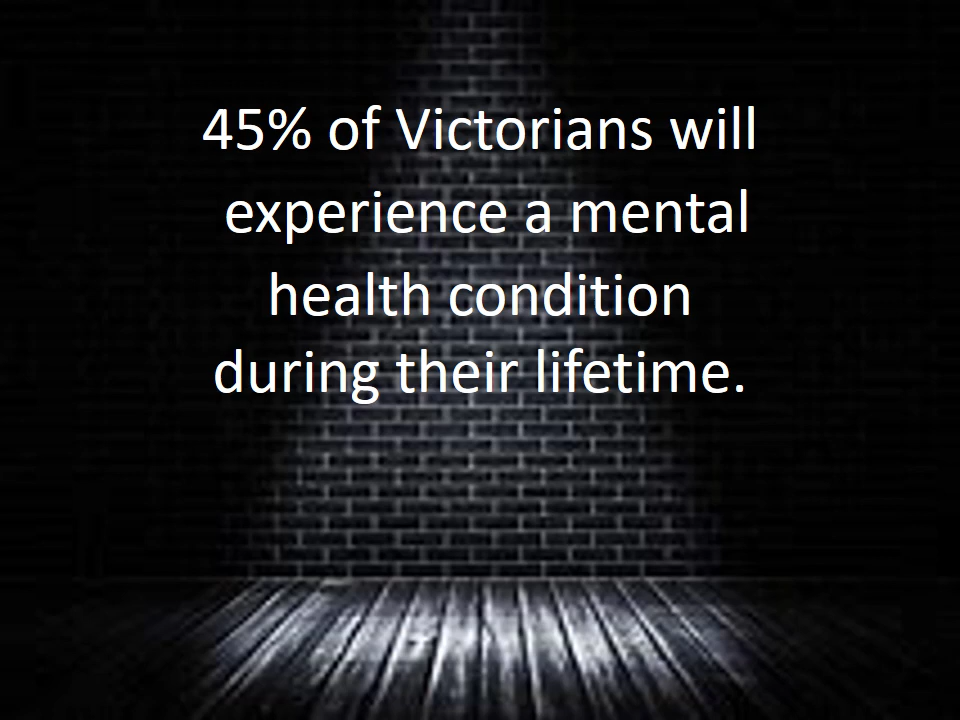 45% of Victorians will
experience a mental
health condition
during their lifetime.